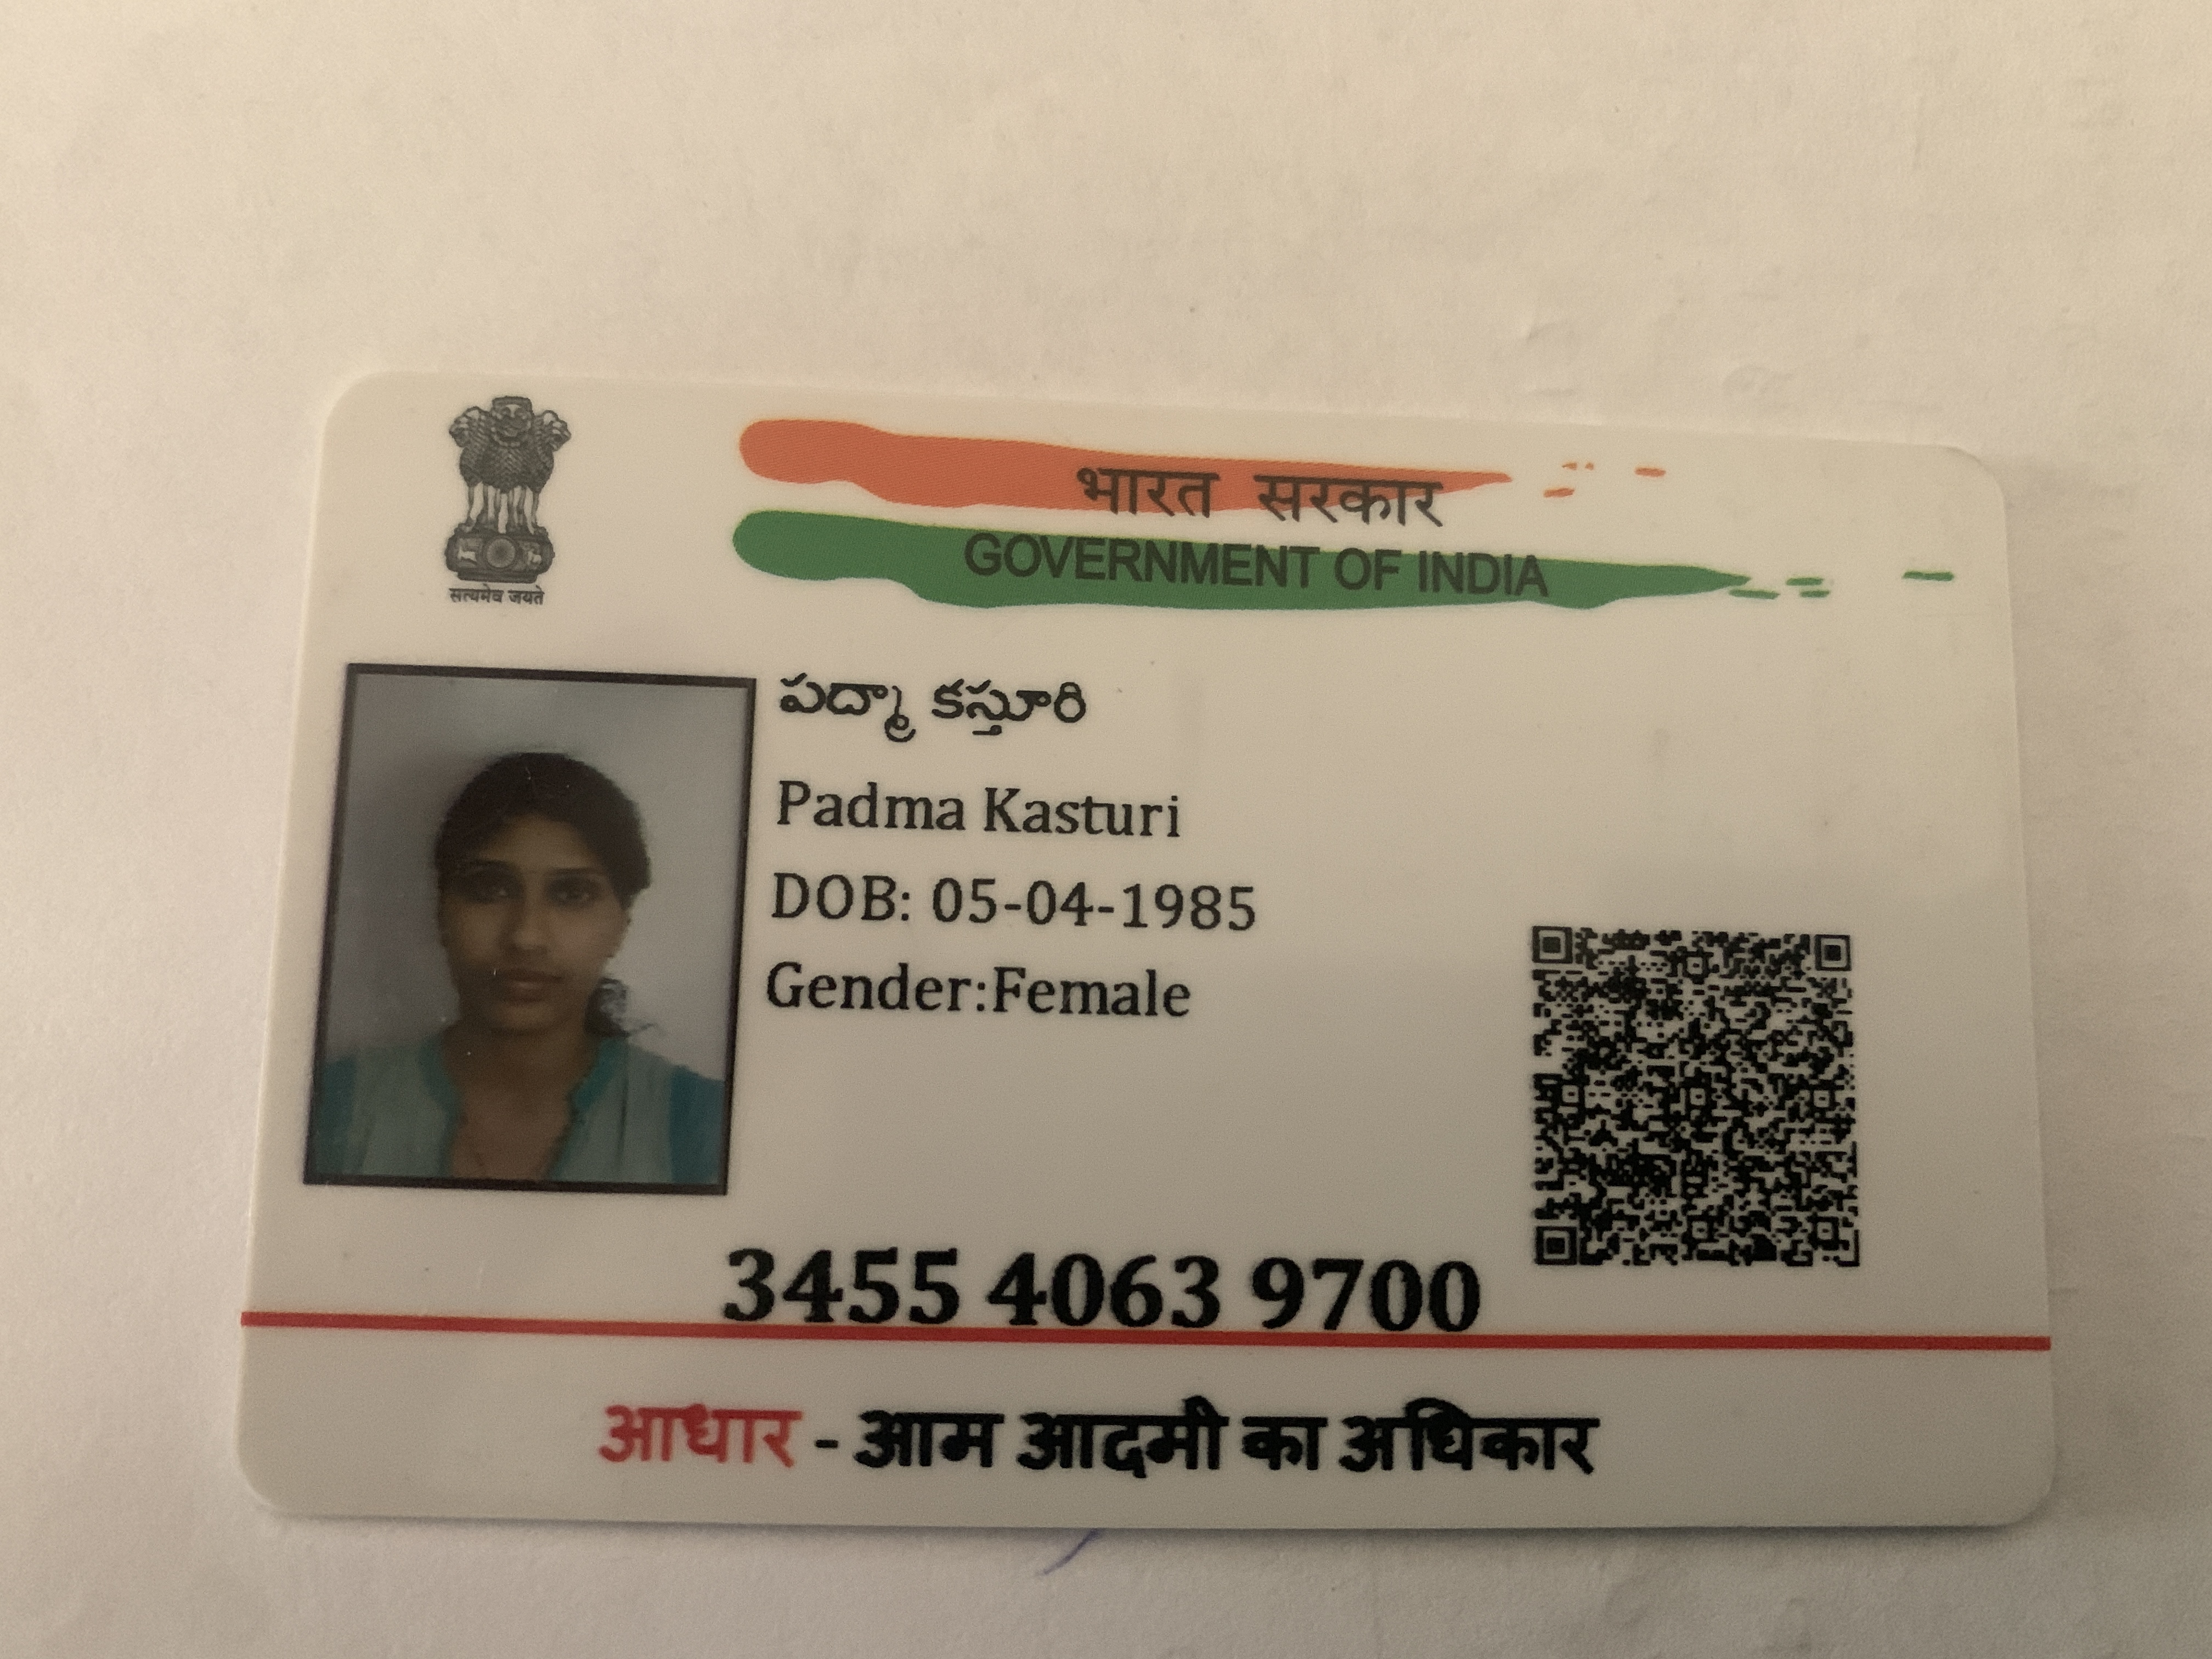 भारत सरकार
GOVERNMENT OF INDIA
सत्यमेव जयते
పద్మా కస్తూరి
Padma Kasturi
DOB: 05-04-1985
Gender:Female
3455 4063 9700
आधार - आम आदमी का अधिकार